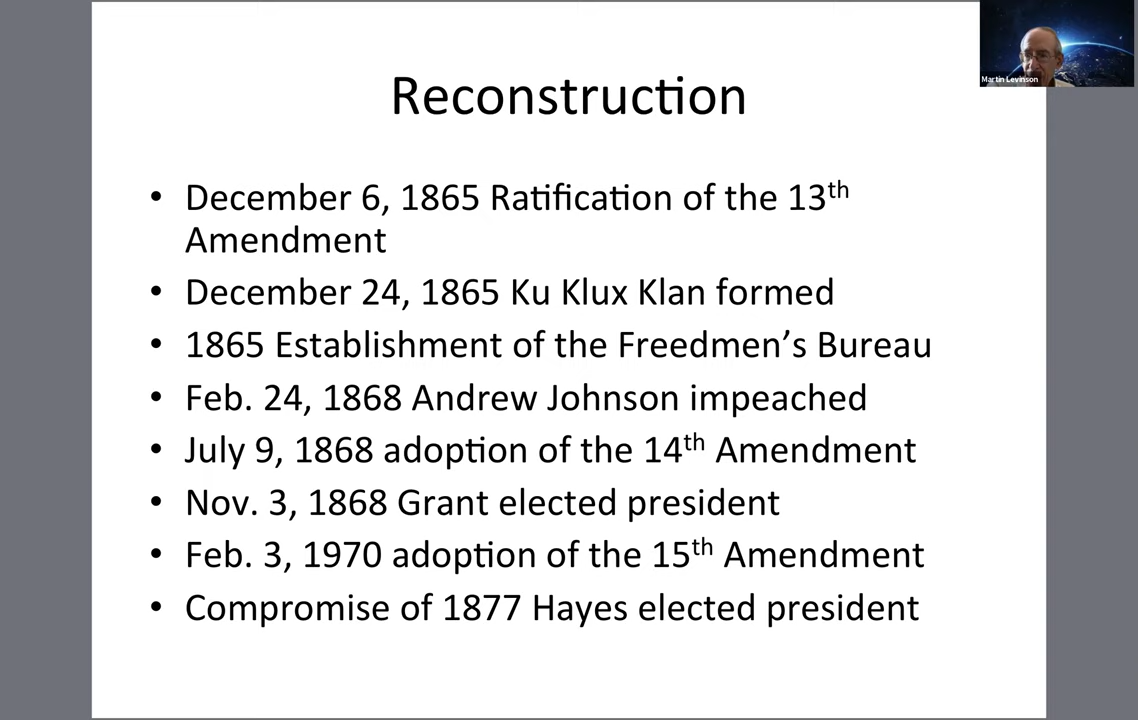 Martin Levinson
Reconstruction
• December 6, 1865 Ratification of the 13th
Amendment
• December 24, 1865 Ku Klux Klan formed
• 1865 Establishment of the Freedmen’s Bureau
• Feb. 24, 1868 Andrew Johnson impeached
• July 9, 1868 adoption of the 14th Amendment
• Nov. 3, 1868 Grant elected president
• Feb. 3, 1970 adoption of the 15th Amendment
• Compromise of 1877 Hayes elected president